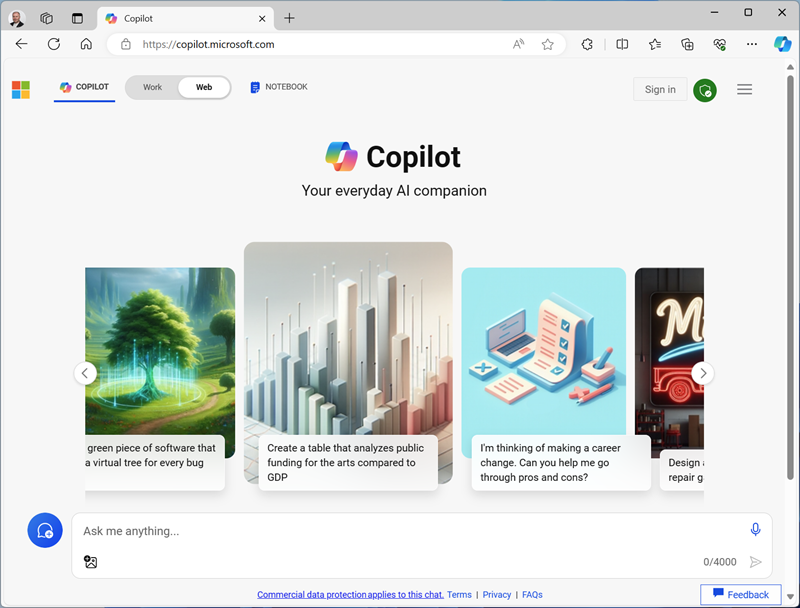 Copilot
https://copilot.microsoft.com
COPILOT
Work
Web
NOTEBOOK
Sign in
Copilot
Your everyday AI companion
green piece of software that
a virtual tree for every bug
Create a table that analyzes public
funding for the arts compared to
GDP
I'm thinking of making a career
change. Can you help me go
through pros and cons?
M
Design
repair g
Ask me anything...
0/4000
Commercial data protection applies to this chat. Terms | Privacy | FAQs
Feedback